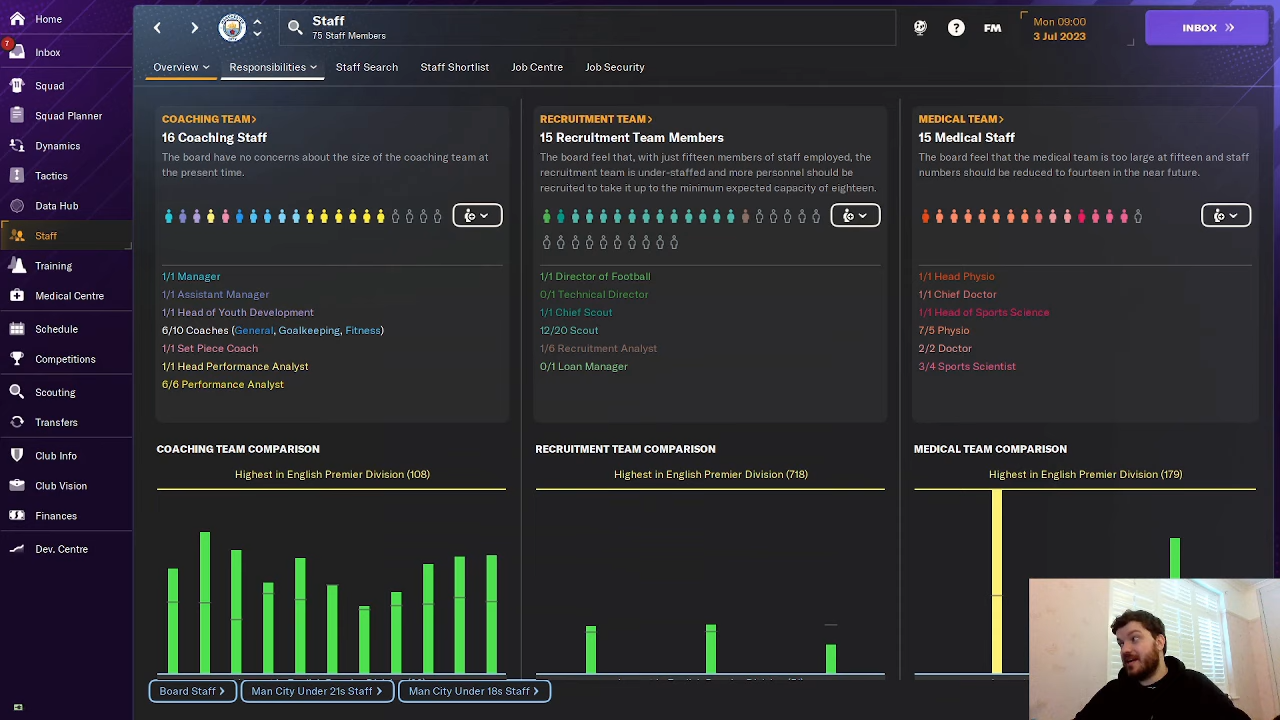 Home
7
Inbox
Squad
Squad Planner
Dynamics
Tactics
Data Hub
Staff
Training
Medical Centre
Schedule
Competitions
Scouting
Transfers
Club Info
Club Vision
Finances
Dev. Centre
Staff
75 Staff Members
?
FM
Mon 09:00
3 Jul 2023
INBOX
Overview
Responsibilities
Staff Search
Staff Shortlist
Job Centre
Job Security
COACHING TEAM>
16 Coaching Staff
The board have no concerns about the size of the coaching team at
the present time.
1/1 Manager
1/1 Assistant Manager
1/1 Head of Youth Development
6/10 Coaches (General, Goalkeeping, Fitness)
1/1 Set Piece Coach
1/1 Head Performance Analyst
6/6 Performance Analyst
RECRUITMENT TEAM>
15 Recruitment Team Members
The board feel that, with just fifteen members of staff employed, the
recruitment team is under-staffed and more personnel should be
recruited to take it up to the minimum expected capacity of eighteen.
1/1 Director of Football
0/1 Technical Director
1/1 Chief Scout
12/20 Scout
1/6 Recruitment Analyst
0/1 Loan Manager
MEDICAL TEAM>
15 Medical Staff
The board feel that the medical team is too large at fifteen and staff
numbers should be reduced to fourteen in the near future.
1/1 Head Physio
1/1 Chief Doctor
1/1 Head of Sports Science
7/5 Physio
2/2 Doctor
3/4 Sports Scientist
COACHING TEAM COMPARISON
Highest in English Premier Division (108)
RECRUITMENT TEAM COMPARISON
Highest in English Premier Division (718)
MEDICAL TEAM COMPARISON
Highest in English Premier Division (179)
Board Staff >
Man City Under 21s Staff >
Man City Under 18s Staff >